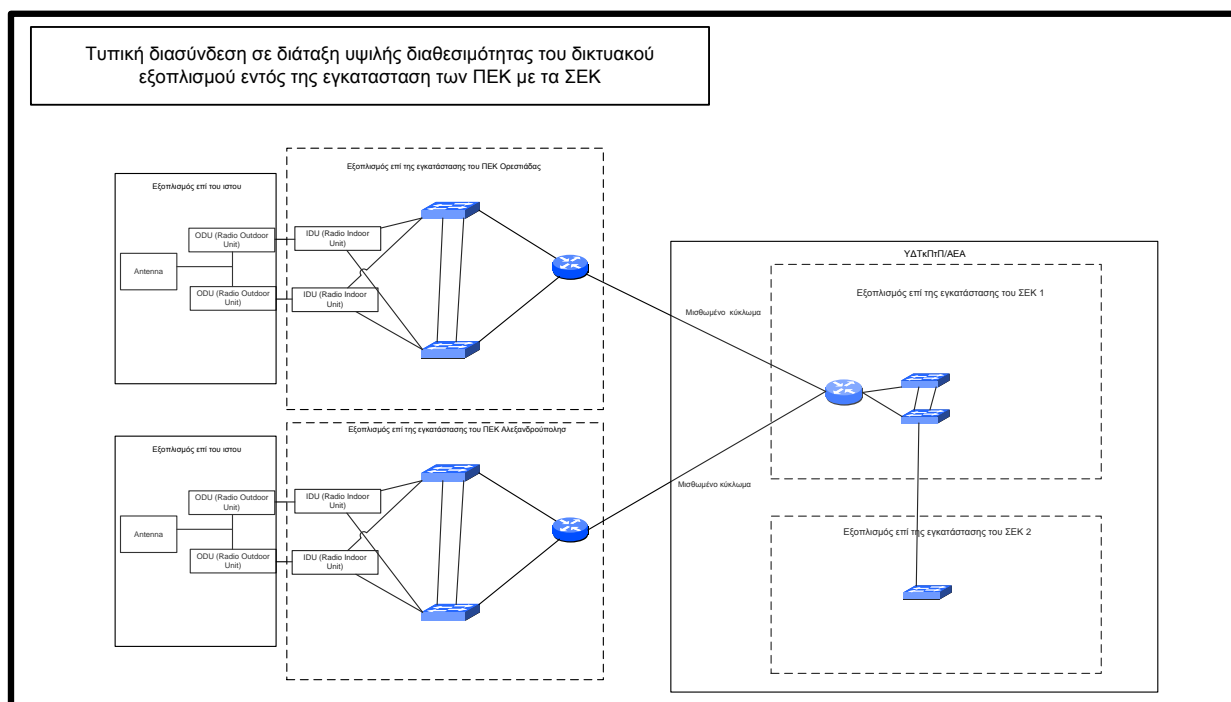 Τυπική διασύνδεση σε διάταξη υψιλής διαθεσιμότητας του δικτυακού
εξοπλισμού εντός της εγκατασταση των ΠΕΚ με τα ΣΕΚ
Εξοπλισμός επί του ιστου
ODU (Radio Outdoor
Unit)
Antenna
ODU (Radio Outdoor
Unit)
Εξοπλισμός επί της εγκατάστασης του ΠΕΚ Ορεστιάδας
IDU (Radio Indoor
Unit)
IDU (Radio Indoor
Unit)
Εξοπλισμός επί του ιστου
ODU (Radio Outdoor
Unit)
Antenna
ODU (Radio Outdoor
Unit)
Εξοπλισμός επί της εγκατάστασης του ΠΕΚ Αλεξανδρούπολησ
IDU (Radio Indoor
Unit)
IDU (Radio Indoor
Unit)
Μισθωμένο κύκλωμα
Μισθωμένο κύκλωμα
ΥΔΤκΠτΠ/ΑΕΑ
Εξοπλισμός επί της εγκατάστασης του ΣΕΚ 1
Εξοπλισμός επί της εγκατάστασης του ΣΕΚ 2